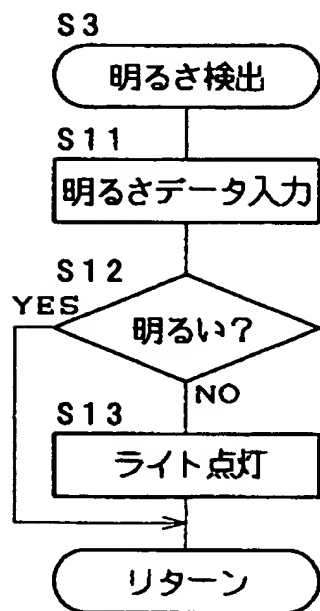 S3
明るさ検出
S11
明るさデータ入力
S12
YES
明るい?
NO
S13
ライト点灯
リターン